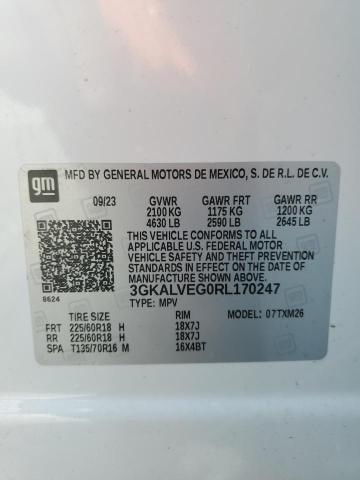 gm MFD BY GENERAL MOTORS DE MEXICO, S. DE R.L. DE C.V.
09/23 GVWR GAWR FRT GAWR RR
2100 KG 1175 KG 1200 KG
4630 LB 2590 LB 2645 LB
THIS VEHICLE CONFORMS TO ALL
APPLICABLE U.S. FEDERAL MOTOR
VEHICLE SAFETY AND THEFT PREVENTION
STANDARDS IN EFFECT ON THE DATE OF
MANUFACTURE SHOWN ABOVE.
8624 3GKALVEG0RL170247
TYPE: MPV MODEL: 07TXM26
TIRE SIZE RIM
FRT 225/60R18 H 18X7J
RR 225/60R18 H 18X7J
SPA T135/70R16 M 16X4BT